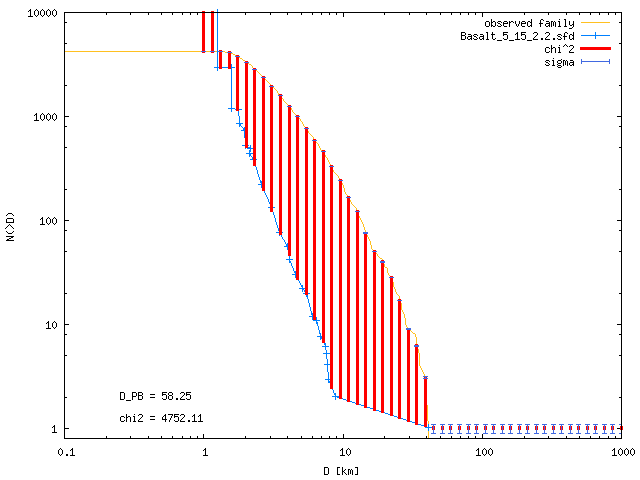 10000
1000
100
10
1
N(>D)
observed family
Basalt_5_15_2.2.sfd
chi^2
sigma
D_PB = 58.25
chi2 = 4752.11
0.1 1 10 100 1000
D [km]